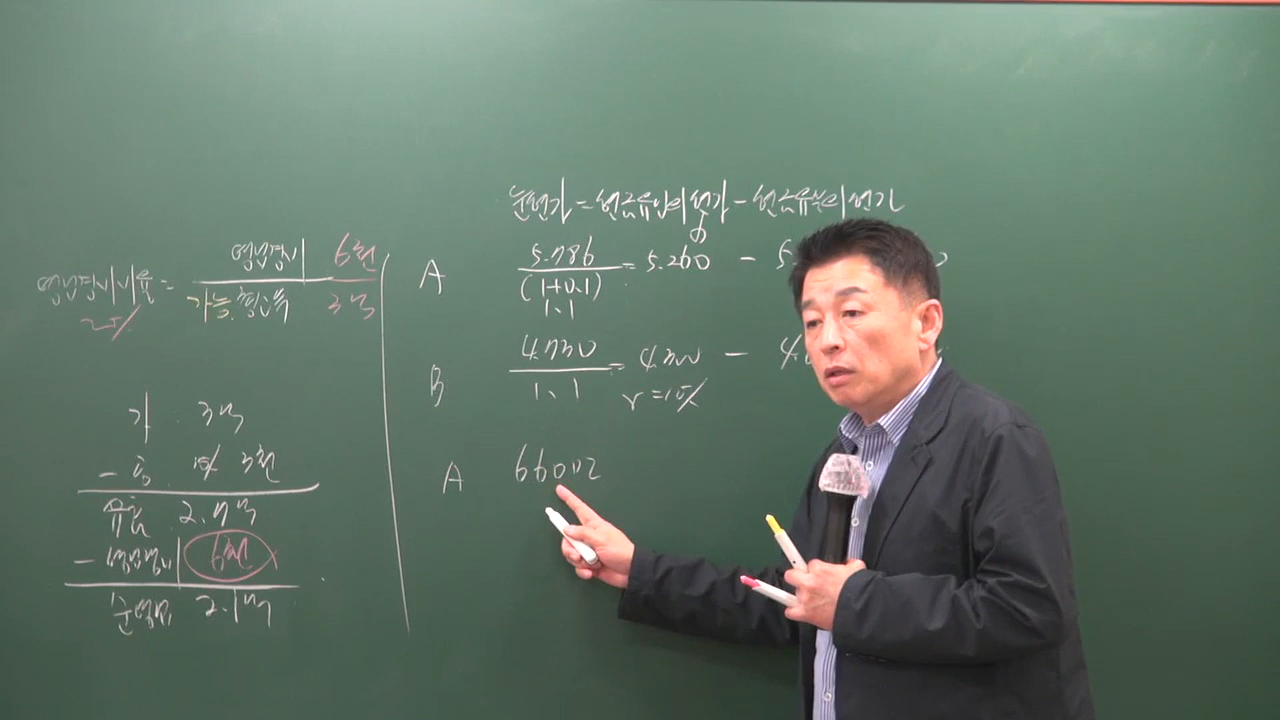 영업경비비율 = 영업경비 6천
25% 가능총소득 3억
가 3억
- 공 10% 3천
유효 2.7억
- 영업경비 6천
순영업 2.1억
순현가 = 현금유입의 현가 - 현금유출의 현가
A 5.786 / (1+0.1) = 5.260 - 5.
1.1
B 4.730 / 1.1 = 4.300 - 4.
r = 10%
A 660만